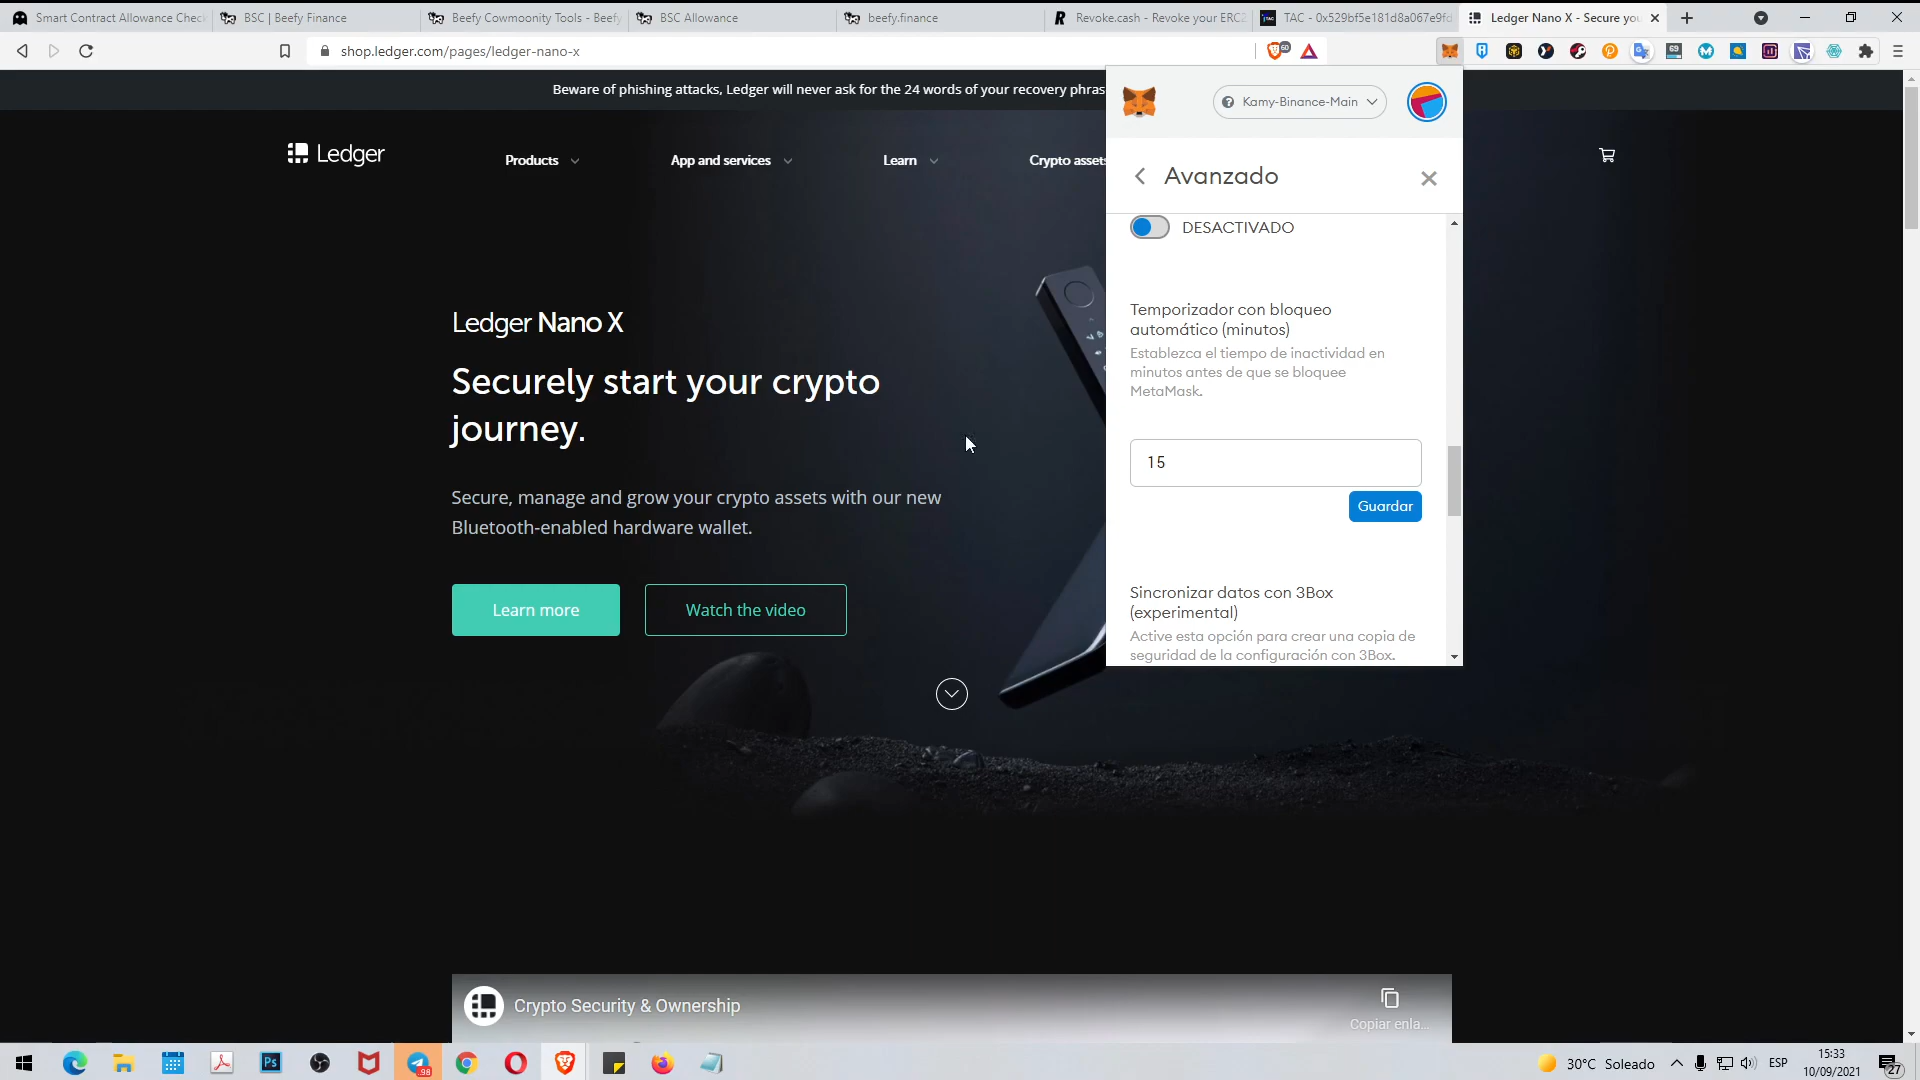 Smart Contract Allowance Chec
BSC | Beefy Finance
Beefy Cowmoonity Tools - Beefy
BSC Allowance
beefy.finance
Revoke.cash - Revoke your ERC2
TAC - 0x529bf5e181d8a067e9fd
Ledger Nano X - Secure you
shop.ledger.com/pages/ledger-nano-x
60
69
Beware of phishing attacks, Ledger will never ask for the 24 words of your recovery phras
Kamy-Binance-Main
Ledger
Products
App and services
Learn
Crypto assets
Avanzado
DESACTIVADO
Temporizador con bloqueo
automático (minutos)
Establezca el tiempo de inactividad en
minutos antes de que se bloquee
MetaMask.
15
Guardar
Sincronizar datos con 3Box
(experimental)
Active esta opción para crear una copia de
seguridad de la configuración con 3Box.
Ledger Nano X
Securely start your crypto
journey.
Secure, manage and grow your crypto assets with our new
Bluetooth-enabled hardware wallet.
Learn more
Watch the video
Crypto Security & Ownership
Copiar enla...
Ps
98
30°C Soleado
ESP
15:33
10/09/2021
27